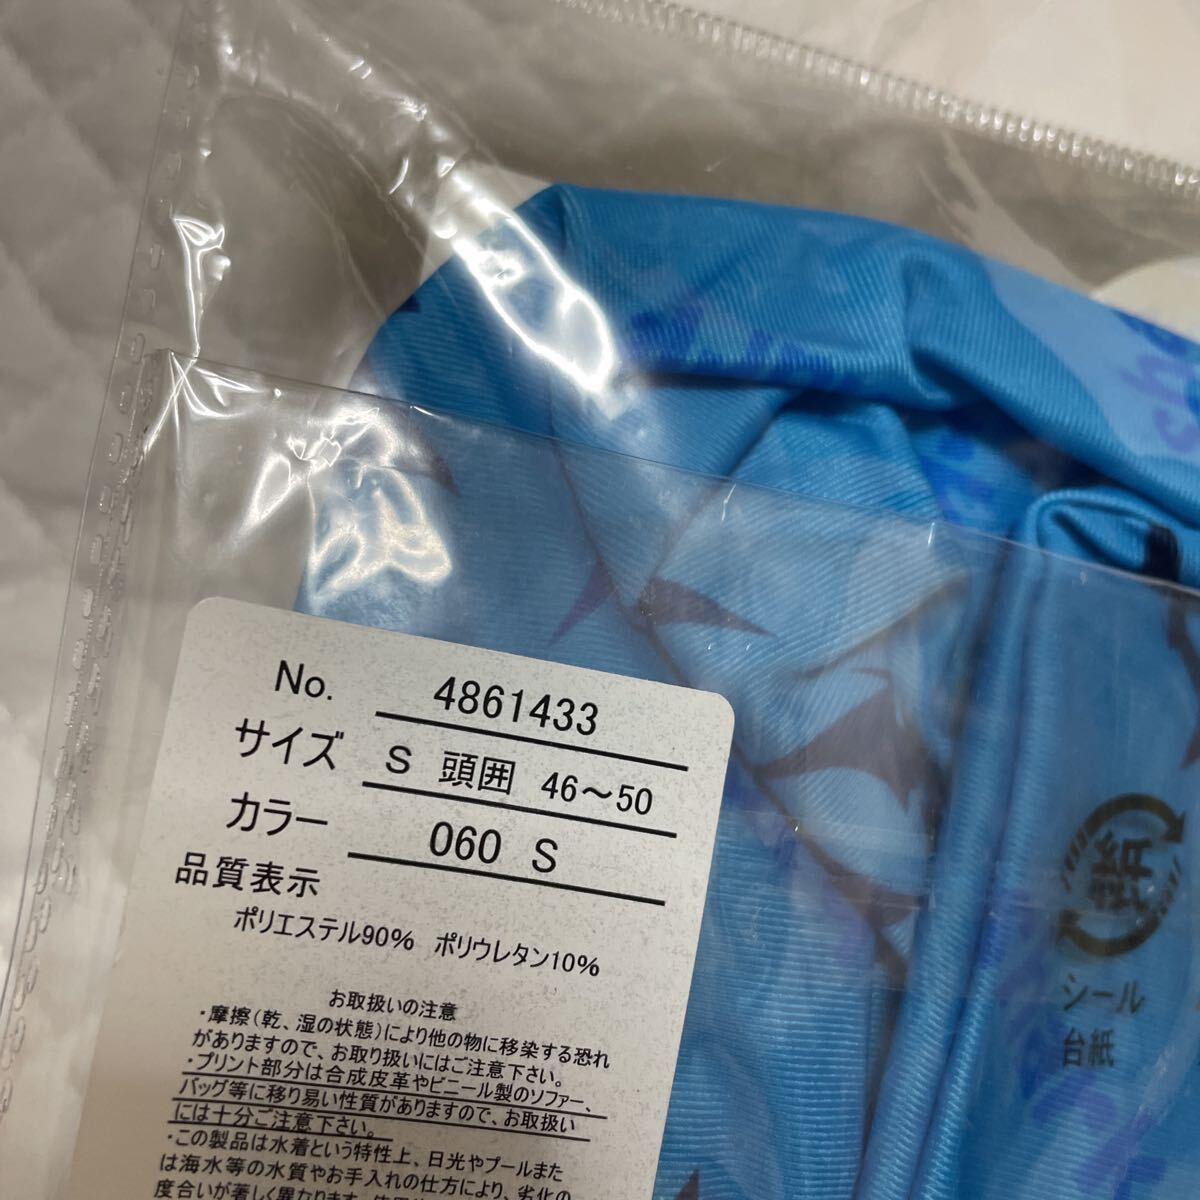 No. 4861433
サイズ S 頭囲 46～50
カラー 060 S
品質表示
ポリエステル90% ポリウレタン10%
お取扱いの注意
・摩擦(乾、湿の状態)により他の物に移染する恐れ
がありますので、お取り扱いにはご注意下さい。
・プリント部分は合成皮革やビニール製のソファー、
バッグ等に移り易い性質がありますので、お取扱い
には十分ご注意下さい。
・この製品は水着という特性上、日光やプールまた
は海水等の水質やお手入れの仕方により、劣化の
度合いが著しく異なります。
紙
シール
台紙